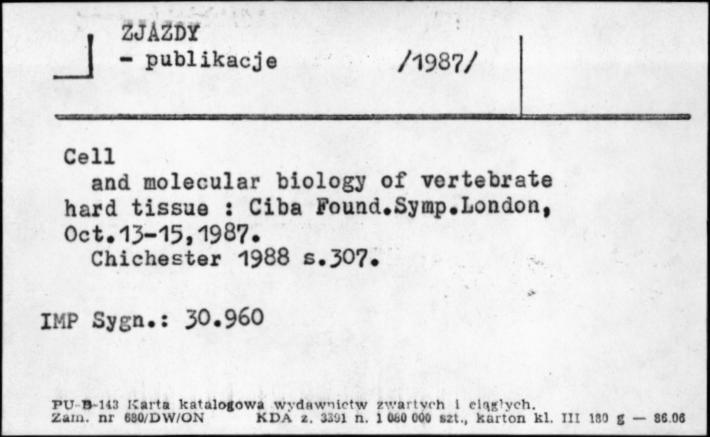 ZJAZDY
- publikacje /1987/
Cell
and molecular biology of vertebrate
hard tissue : Ciba Found.Symp.London,
Oct.13-15,1987.
Chichester 1988 s.307.
IMP Sygn.: 30.960
PU-B-143 Karta katalogowa wydawnictw zwartych i ciągłych.
Zam. nr 680/DW/ON KDA z. 3391 n. 1 080 000 szt., karton kl. III 180 g — 86.06